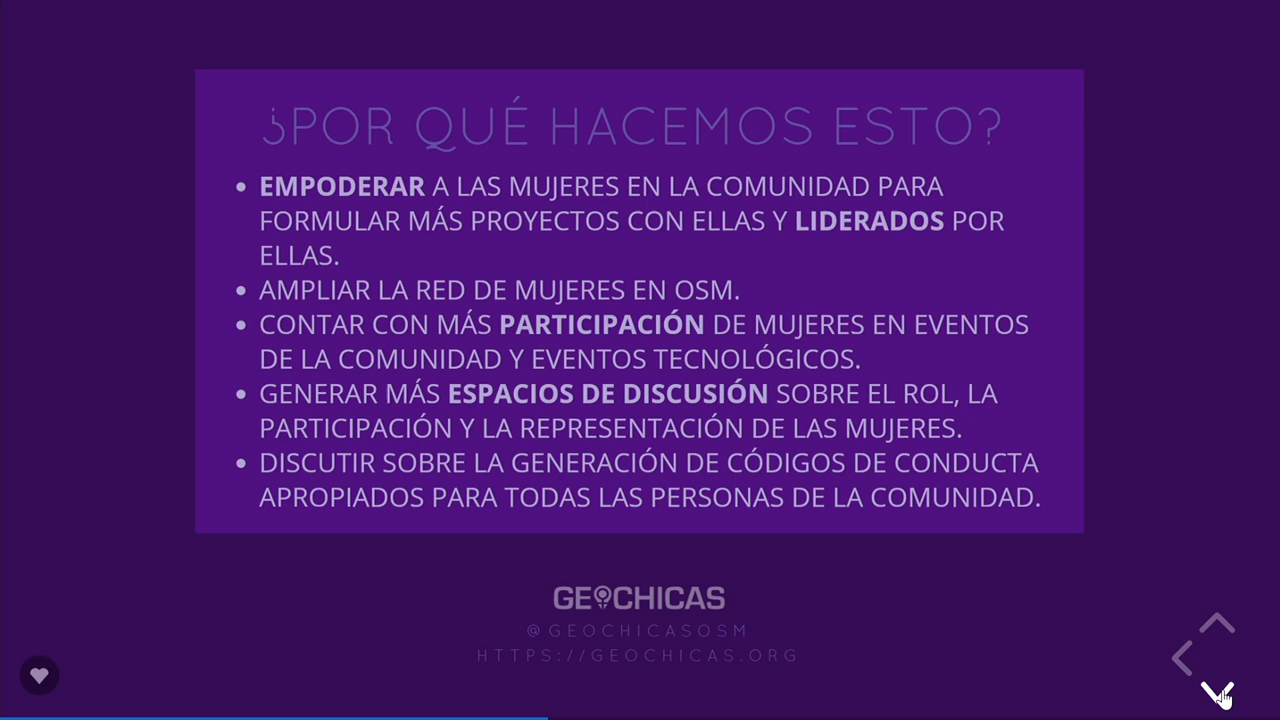 ¿POR QUÉ HACEMOS ESTO?
• EMPODERAR A LAS MUJERES EN LA COMUNIDAD PARA
FORMULAR MÁS PROYECTOS CON ELLAS Y LIDERADOS POR
ELLAS.
• AMPLIAR LA RED DE MUJERES EN OSM.
• CONTAR CON MÁS PARTICIPACIÓN DE MUJERES EN EVENTOS
DE LA COMUNIDAD Y EVENTOS TECNOLÓGICOS.
• GENERAR MÁS ESPACIOS DE DISCUSIÓN SOBRE EL ROL, LA
PARTICIPACIÓN Y LA REPRESENTACIÓN DE LAS MUJERES.
• DISCUTIR SOBRE LA GENERACIÓN DE CÓDIGOS DE CONDUCTA
APROPIADOS PARA TODAS LAS PERSONAS DE LA COMUNIDAD.
GEOCHICAS
@GEOCHICASOSM
HTTPS://GEOCHICAS.ORG